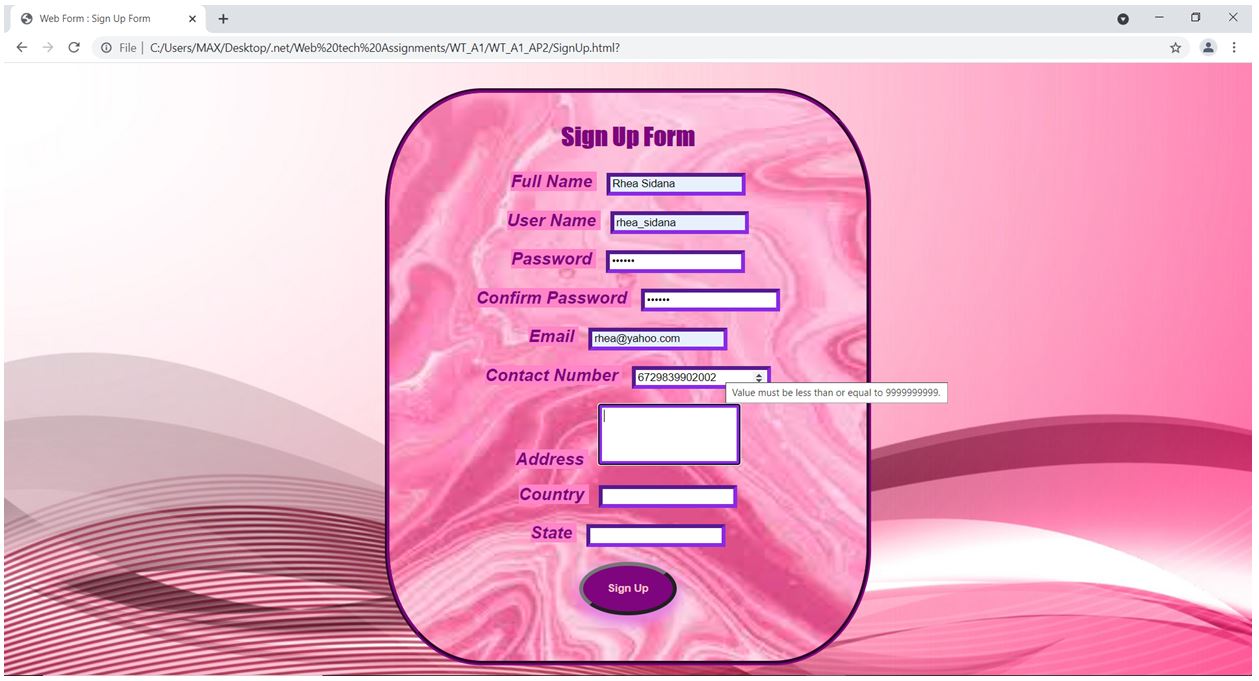 Web Form : Sign Up Form
File | C:/Users/MAX/Desktop/.net/Web%20tech%20Assignments/WT_A1/WT_A1_AP2/SignUp.html?
Sign Up Form
Full Name Rhea Sidana
User Name rhea_sidana
Password ••••••
Confirm Password ••••••
Email rhea@yahoo.com
Contact Number 6729839902002
Value must be less than or equal to 9999999999.
Address
Country
State
Sign Up